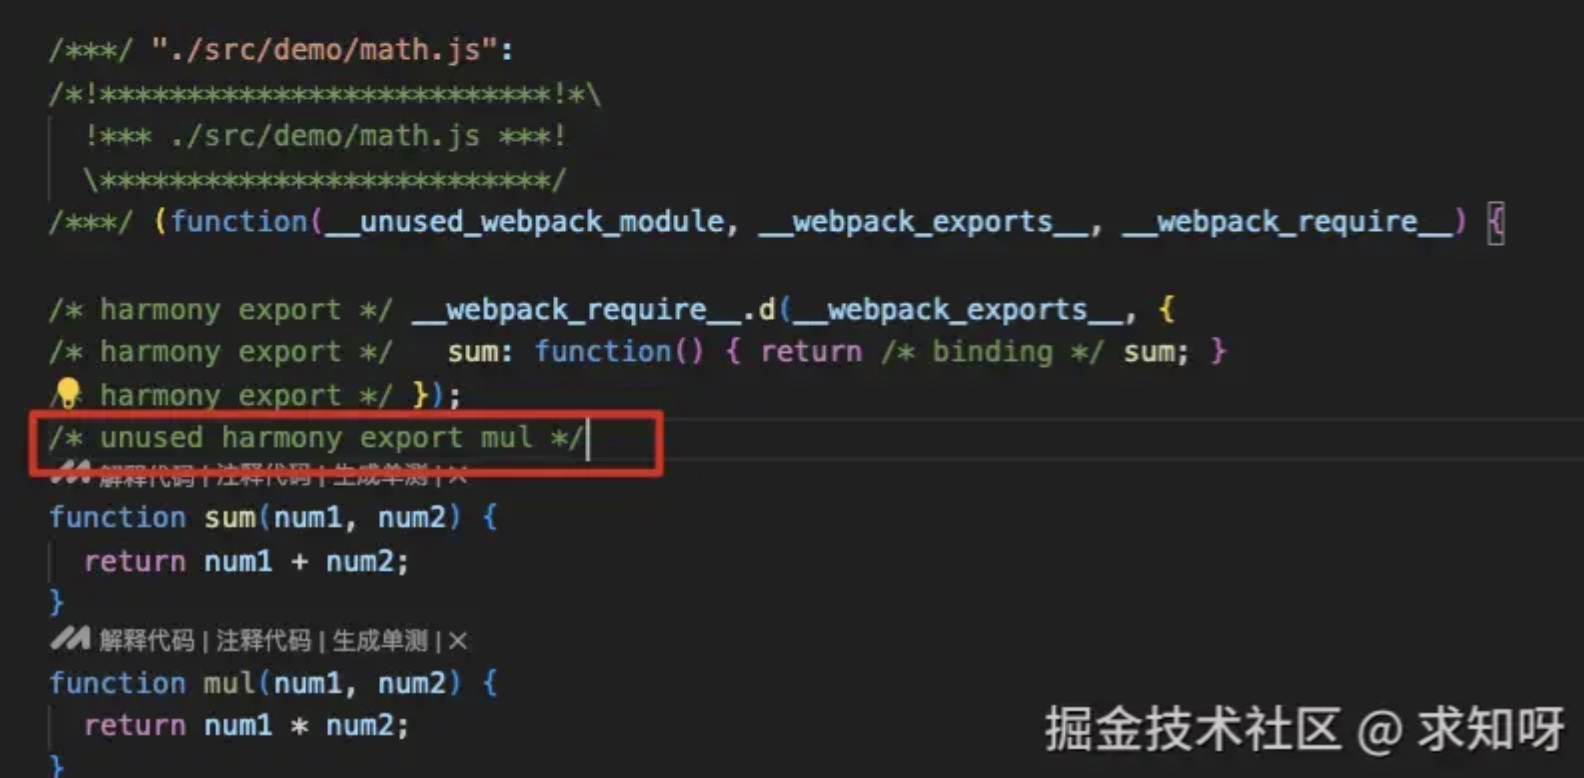 /***/ "./src/demo/math.js":
/*!**************************!*\
!*** ./src/demo/math.js ***!
\**************************/
/***/ (function(__unused_webpack_module, __webpack_exports__, __webpack_require__) {
/* harmony export */ __webpack_require__.d(__webpack_exports__, {
/* harmony export */   sum: function() { return /* binding */ sum; }
/* harmony export */ });
/* unused harmony export mul */
解释代码 | 注释代码 | 生成单测 | ×
function sum(num1, num2) {
return num1 + num2;
}
解释代码 | 注释代码 | 生成单测 | ×
function mul(num1, num2) {
return num1 * num2;
}
掘金技术社区 @ 求知呀